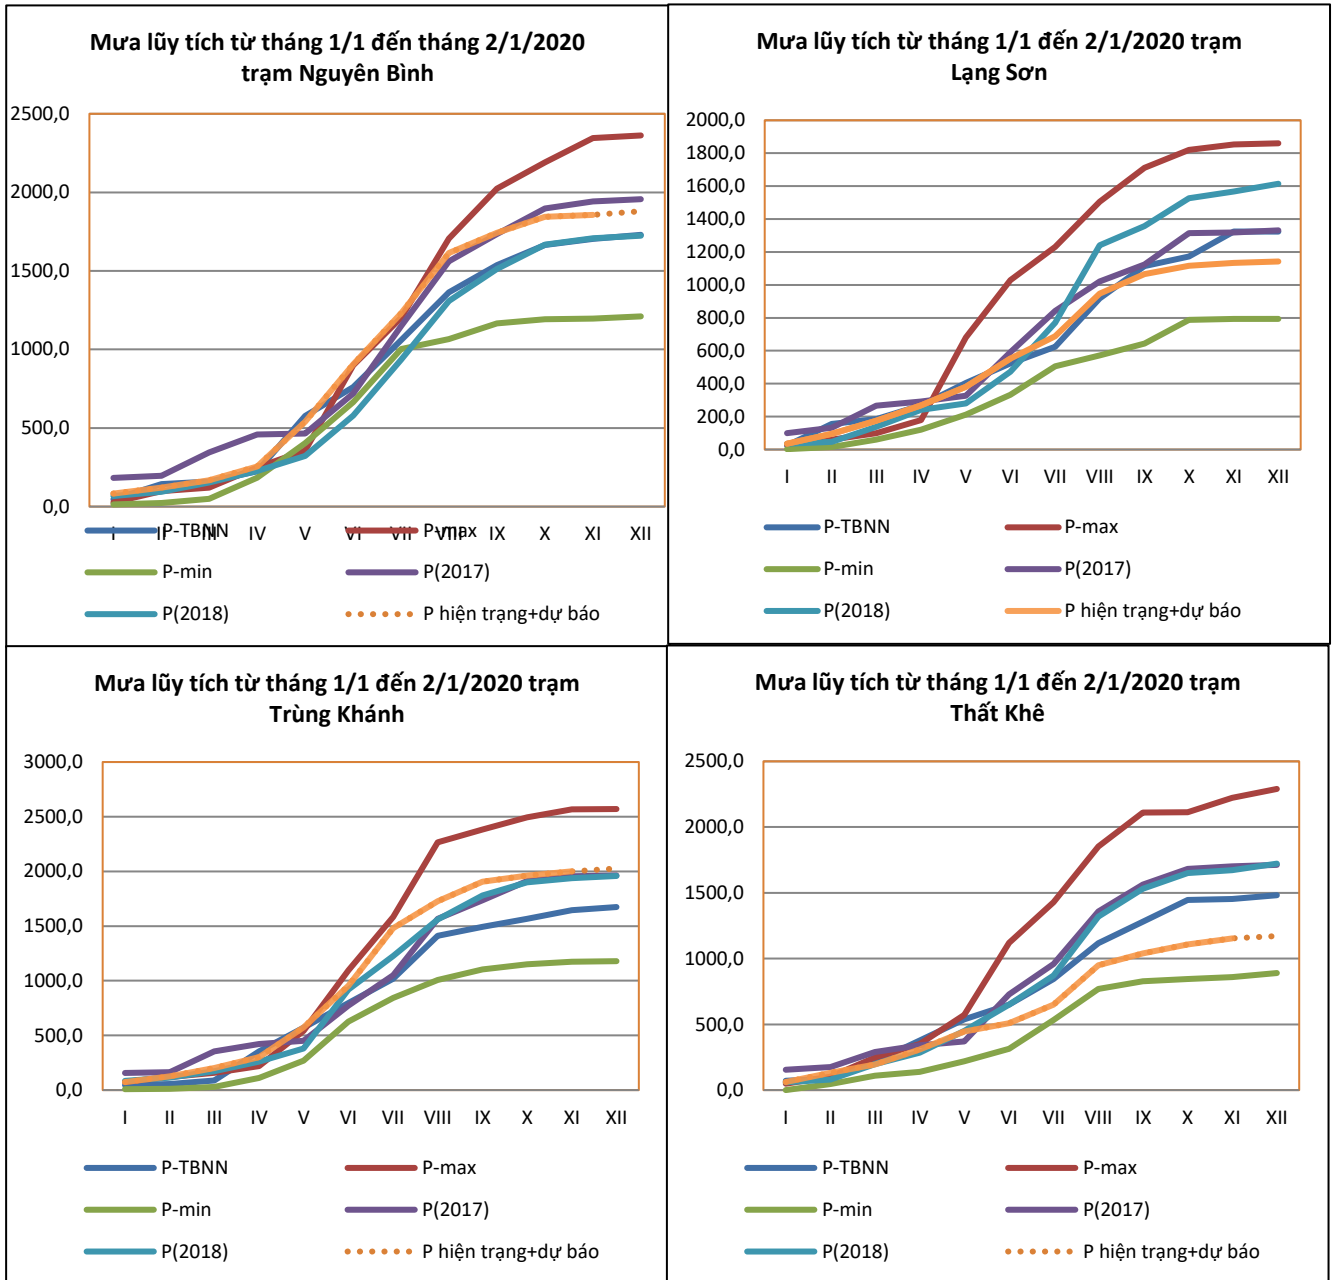 Mưa lũy tích từ tháng 1/1 đến tháng 2/1/2020
trạm Nguyên Bình
2500,0
2000,0
1500,0
1000,0
500,0
0,0
I II III IV V VI VII VIII IX X XI XII
P-TBNN P-max
P-min P(2017)
P(2018) P hiện trạng+dự báo
Mưa lũy tích từ tháng 1/1 đến 2/1/2020 trạm
Lạng Sơn
2000,0
1800,0
1600,0
1400,0
1200,0
1000,0
800,0
600,0
400,0
200,0
0,0
I II III IV V VI VII VIII IX X XI XII
P-TBNN P-max
P-min P(2017)
P(2018) P hiện trạng+dự báo
Mưa lũy tích từ tháng 1/1 đến 2/1/2020 trạm
Trùng Khánh
3000,0
2500,0
2000,0
1500,0
1000,0
500,0
0,0
I II III IV V VI VII VIII IX X XI XII
P-TBNN P-max
P-min P(2017)
P(2018) P hiện trạng+dự báo
Mưa lũy tích từ tháng 1/1 đến 2/1/2020 trạm
Thất Khê
2500,0
2000,0
1500,0
1000,0
500,0
0,0
I II III IV V VI VII VIII IX X XI XII
P-TBNN P-max
P-min P(2017)
P(2018) P hiện trạng+dự báo